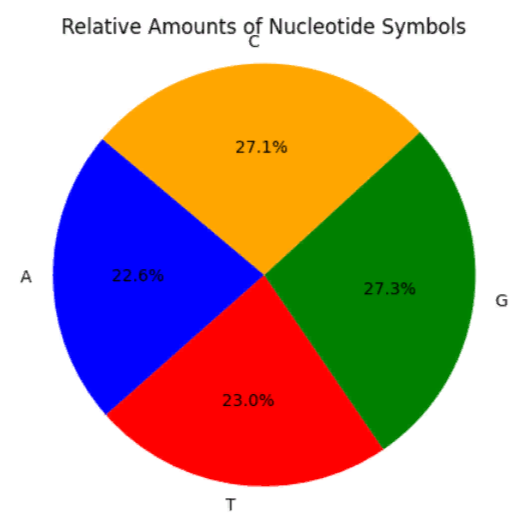 Relative Amounts of Nucleotide Symbols
C
27.1%
A
22.6%
27.3%
G
23.0%
T